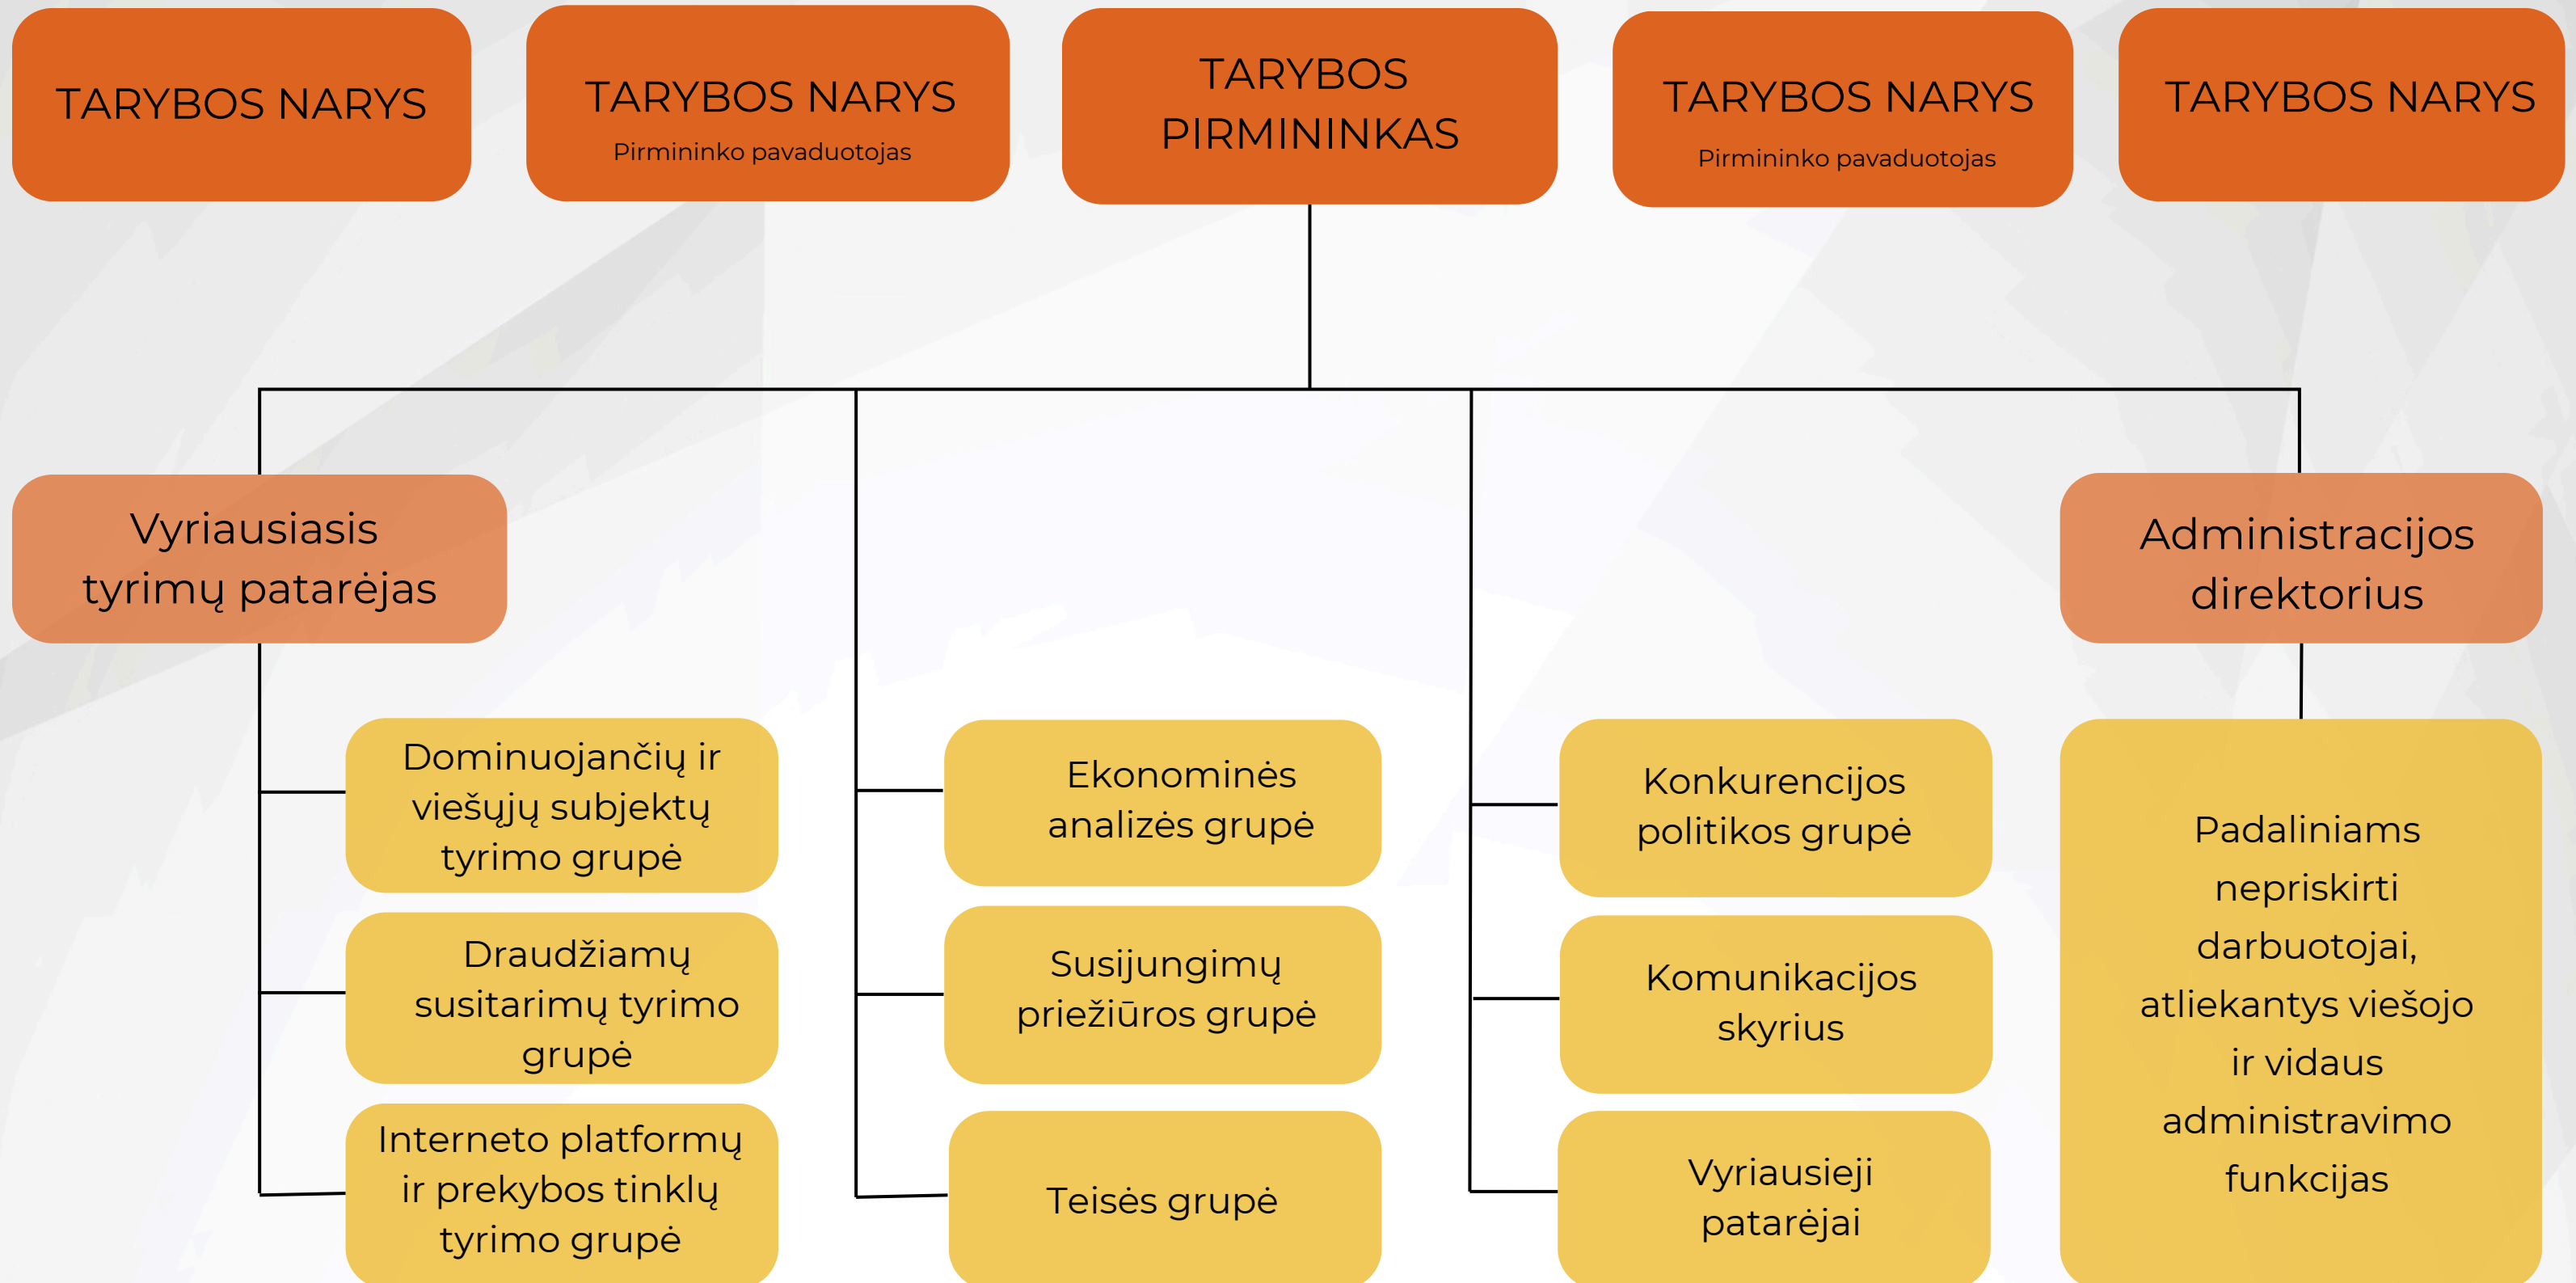 TARYBOS NARYS
TARYBOS NARYS
Pirmininko pavaduotojas
TARYBOS
PIRMININKAS
TARYBOS NARYS
Pirmininko pavaduotojas
TARYBOS NARYS
Vyriausiasis
tyrimų patarėjas
Administracijos
direktorius
Dominuojančių ir
viešųjų subjektų
tyrimo grupė
Draudžiamų
susitarimų tyrimo
grupė
Interneto platformų
ir prekybos tinklų
tyrimo grupė
Ekonominės
analizės grupė
Susijungimų
priežiūros grupė
Teisės grupė
Konkurencijos
politikos grupė
Komunikacijos
skyrius
Vyriausieji
patarėjai
Padaliniams
nepriskirti
darbuotojai,
atliekantys viešojo
ir vidaus
administravimo
funkcijas